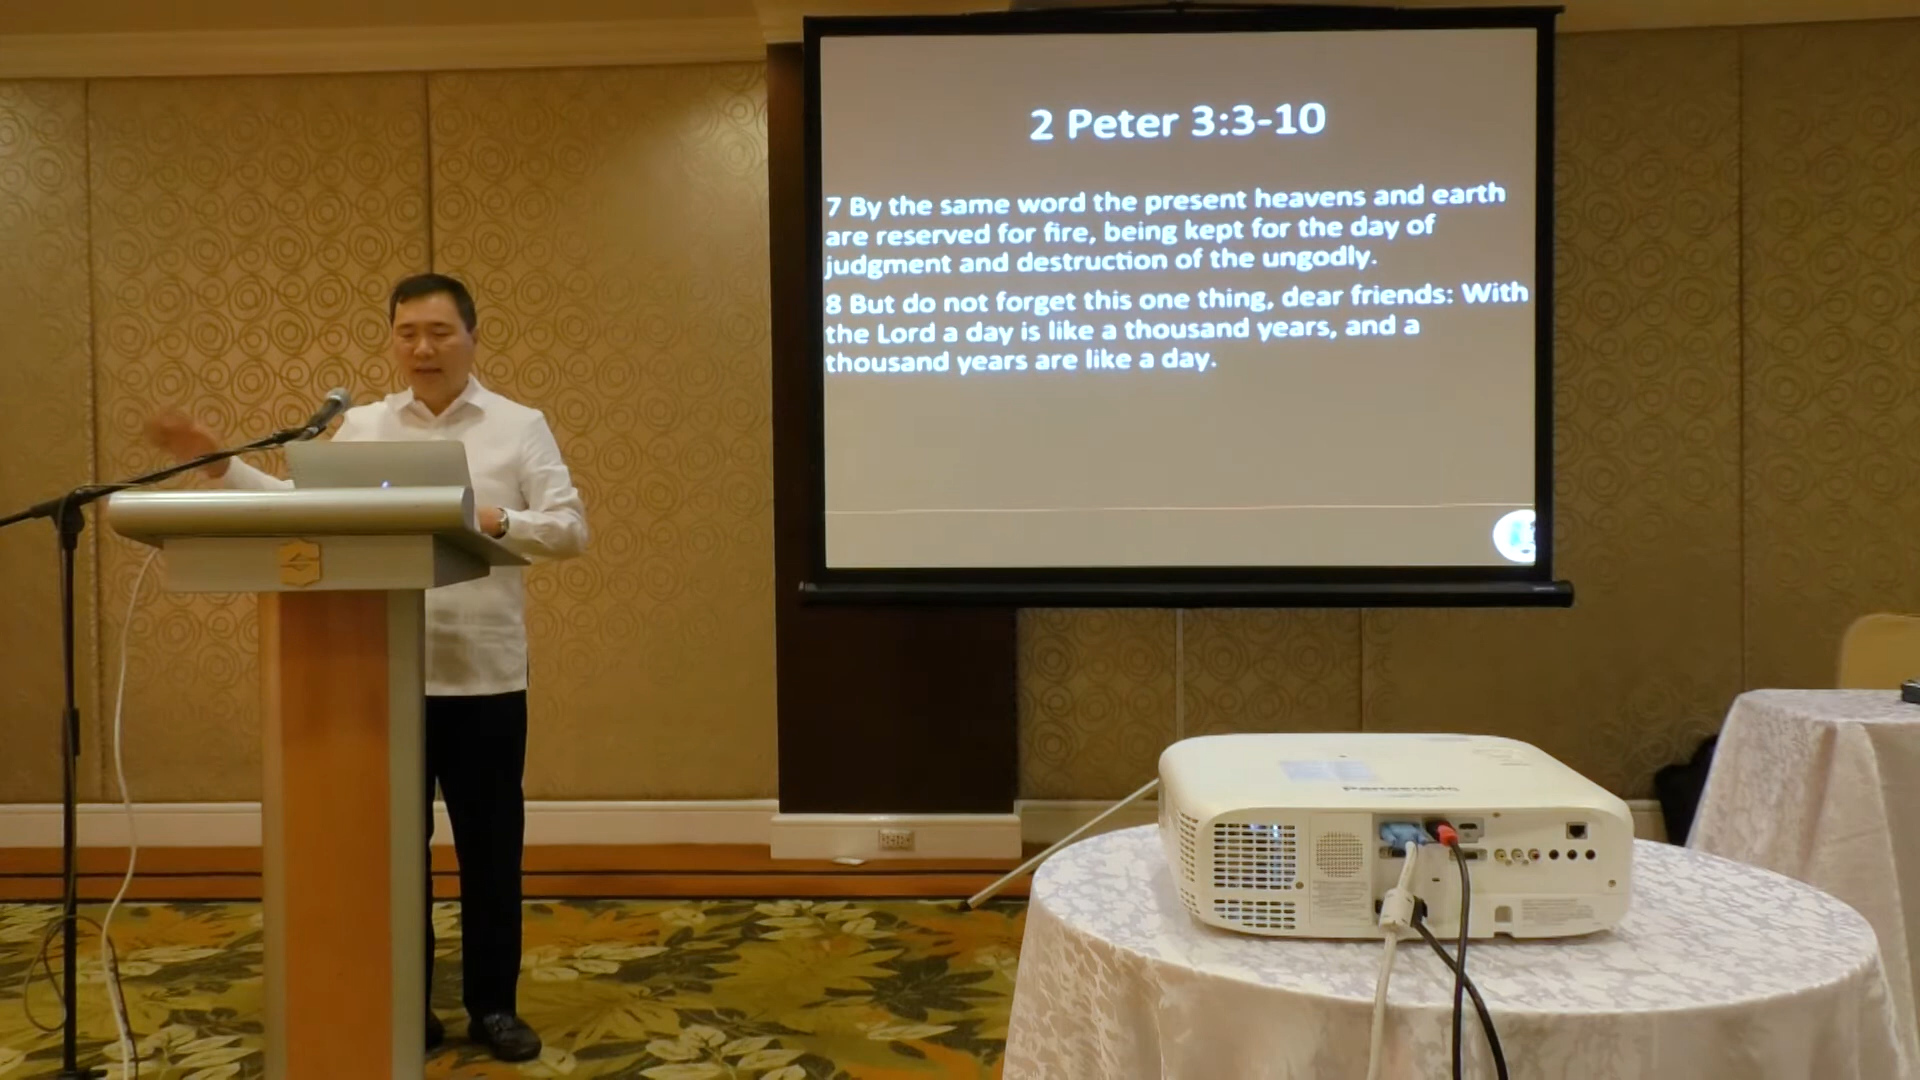 2 Peter 3:3-10
7 By the same word the present heavens and earth
are reserved for fire, being kept for the day of
judgment and destruction of the ungodly.
8 But do not forget this one thing, dear friends: With
the Lord a day is like a thousand years, and a
thousand years are like a day.
Panasonic